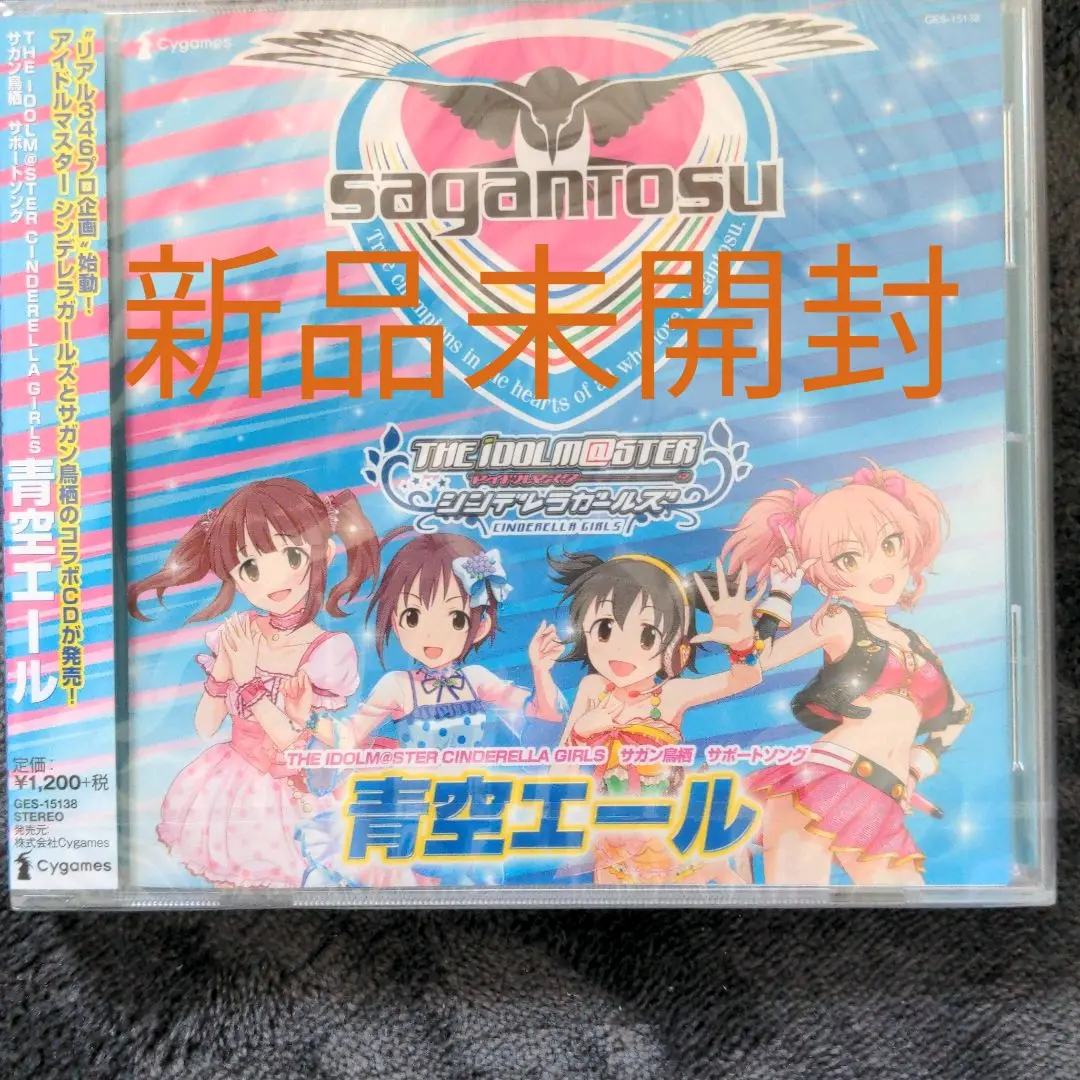 "リアル346プロ企画"始動!
アイドルマスター シンデレラガールズとサガン鳥栖のコラボCDが発売!
THE IDOLM@STER CINDERELLA GIRLS
サガン鳥栖 サポートソング
青空エール
定価:
¥1,200+税
GES-15138
STEREO
発売元:
株式会社Cygames
Cygames
Cygames
GES-15138
sagantosu
True champions in the hearts of all who love sagantosu.
新品未開封
THE iDOLM@STER
アイドルマスター
シンデレラガールズ
CINDERELLA GIRLS
THE IDOLM@STER CINDERELLA GIRLS サガン鳥栖 サポートソング
青空エール